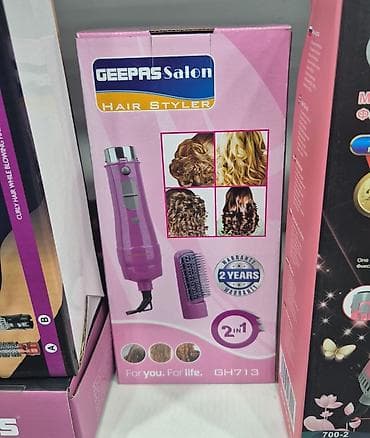 GEEPAS Salon
HAIR STYLER
WARRANTY
2 YEARS
WARRANTY
2 IN 1
For you. For life.
GH713
CURLY HAIR WHILE BLOWING
B
A
S
M
One
700-2